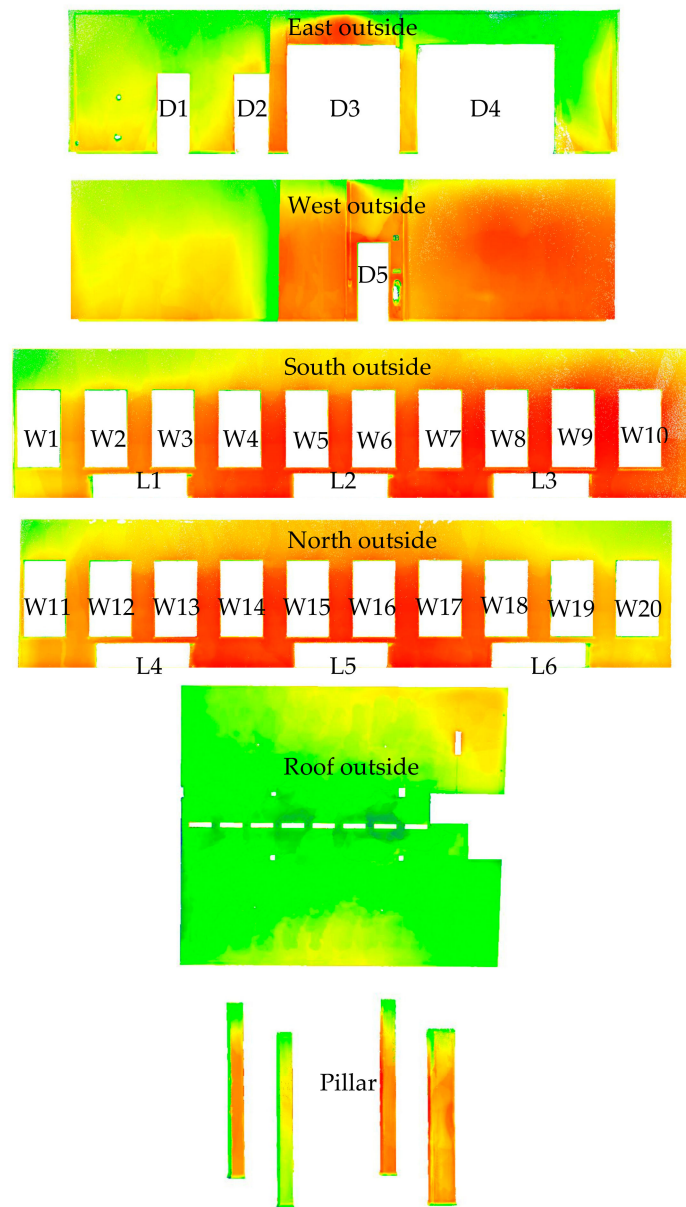 East outside
D1 D2 D3 D4
West outside
D5
South outside
W1 W2 W3 W4 W5 W6 W7 W8 W9 W10
L1 L2 L3
North outside
W11 W12 W13 W14 W15 W16 W17 W18 W19 W20
L4 L5 L6
Roof outside
Pillar